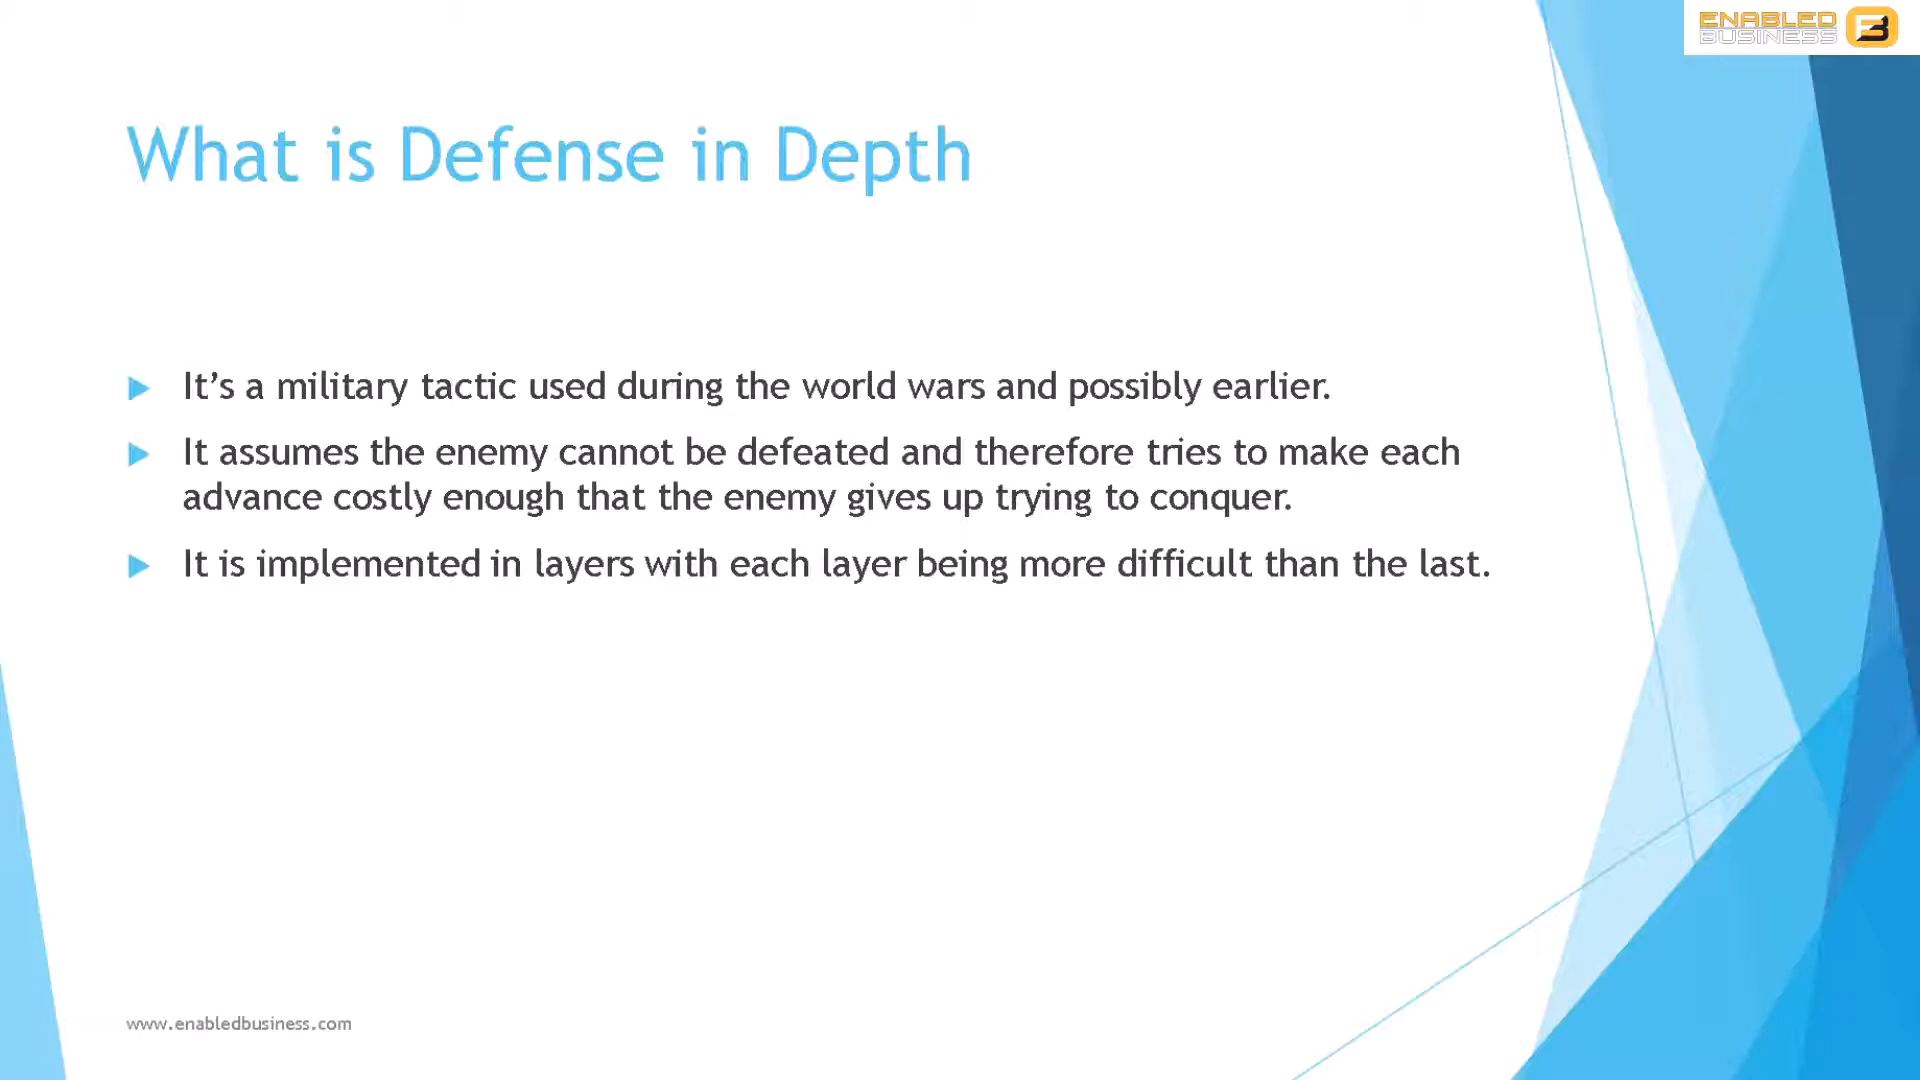 ENABLED
BUSINESS
What is Defense in Depth
It’s a military tactic used during the world wars and possibly earlier.
It assumes the enemy cannot be defeated and therefore tries to make each
advance costly enough that the enemy gives up trying to conquer.
It is implemented in layers with each layer being more difficult than the last.
www.enabledbusiness.com